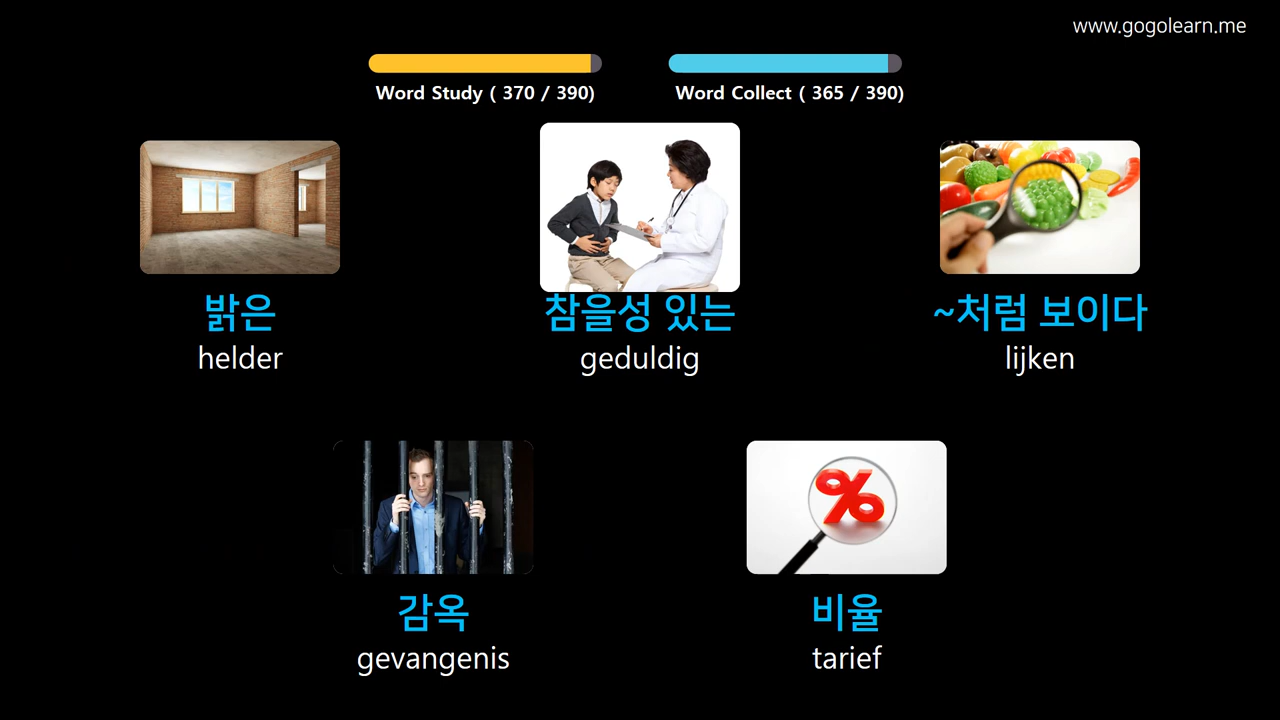 www.gogolearn.me
Word Study ( 370 / 390)
Word Collect ( 365 / 390)
밝은
helder
참을성 있는
geduldig
~처럼 보이다
lijken
감옥
gevangenis
비율
tarief